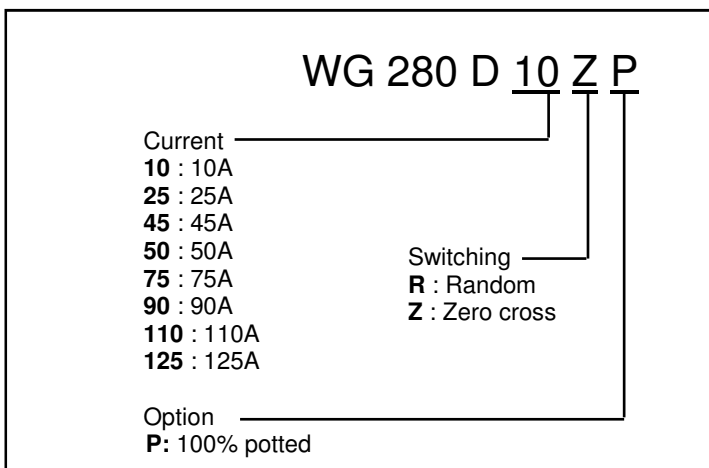 WG 280 D 10 Z P
Current
10 : 10A
25 : 25A
45 : 45A
50 : 50A
75 : 75A
90 : 90A
110 : 110A
125 : 125A
Switching
R : Random
Z : Zero cross
Option
P: 100% potted